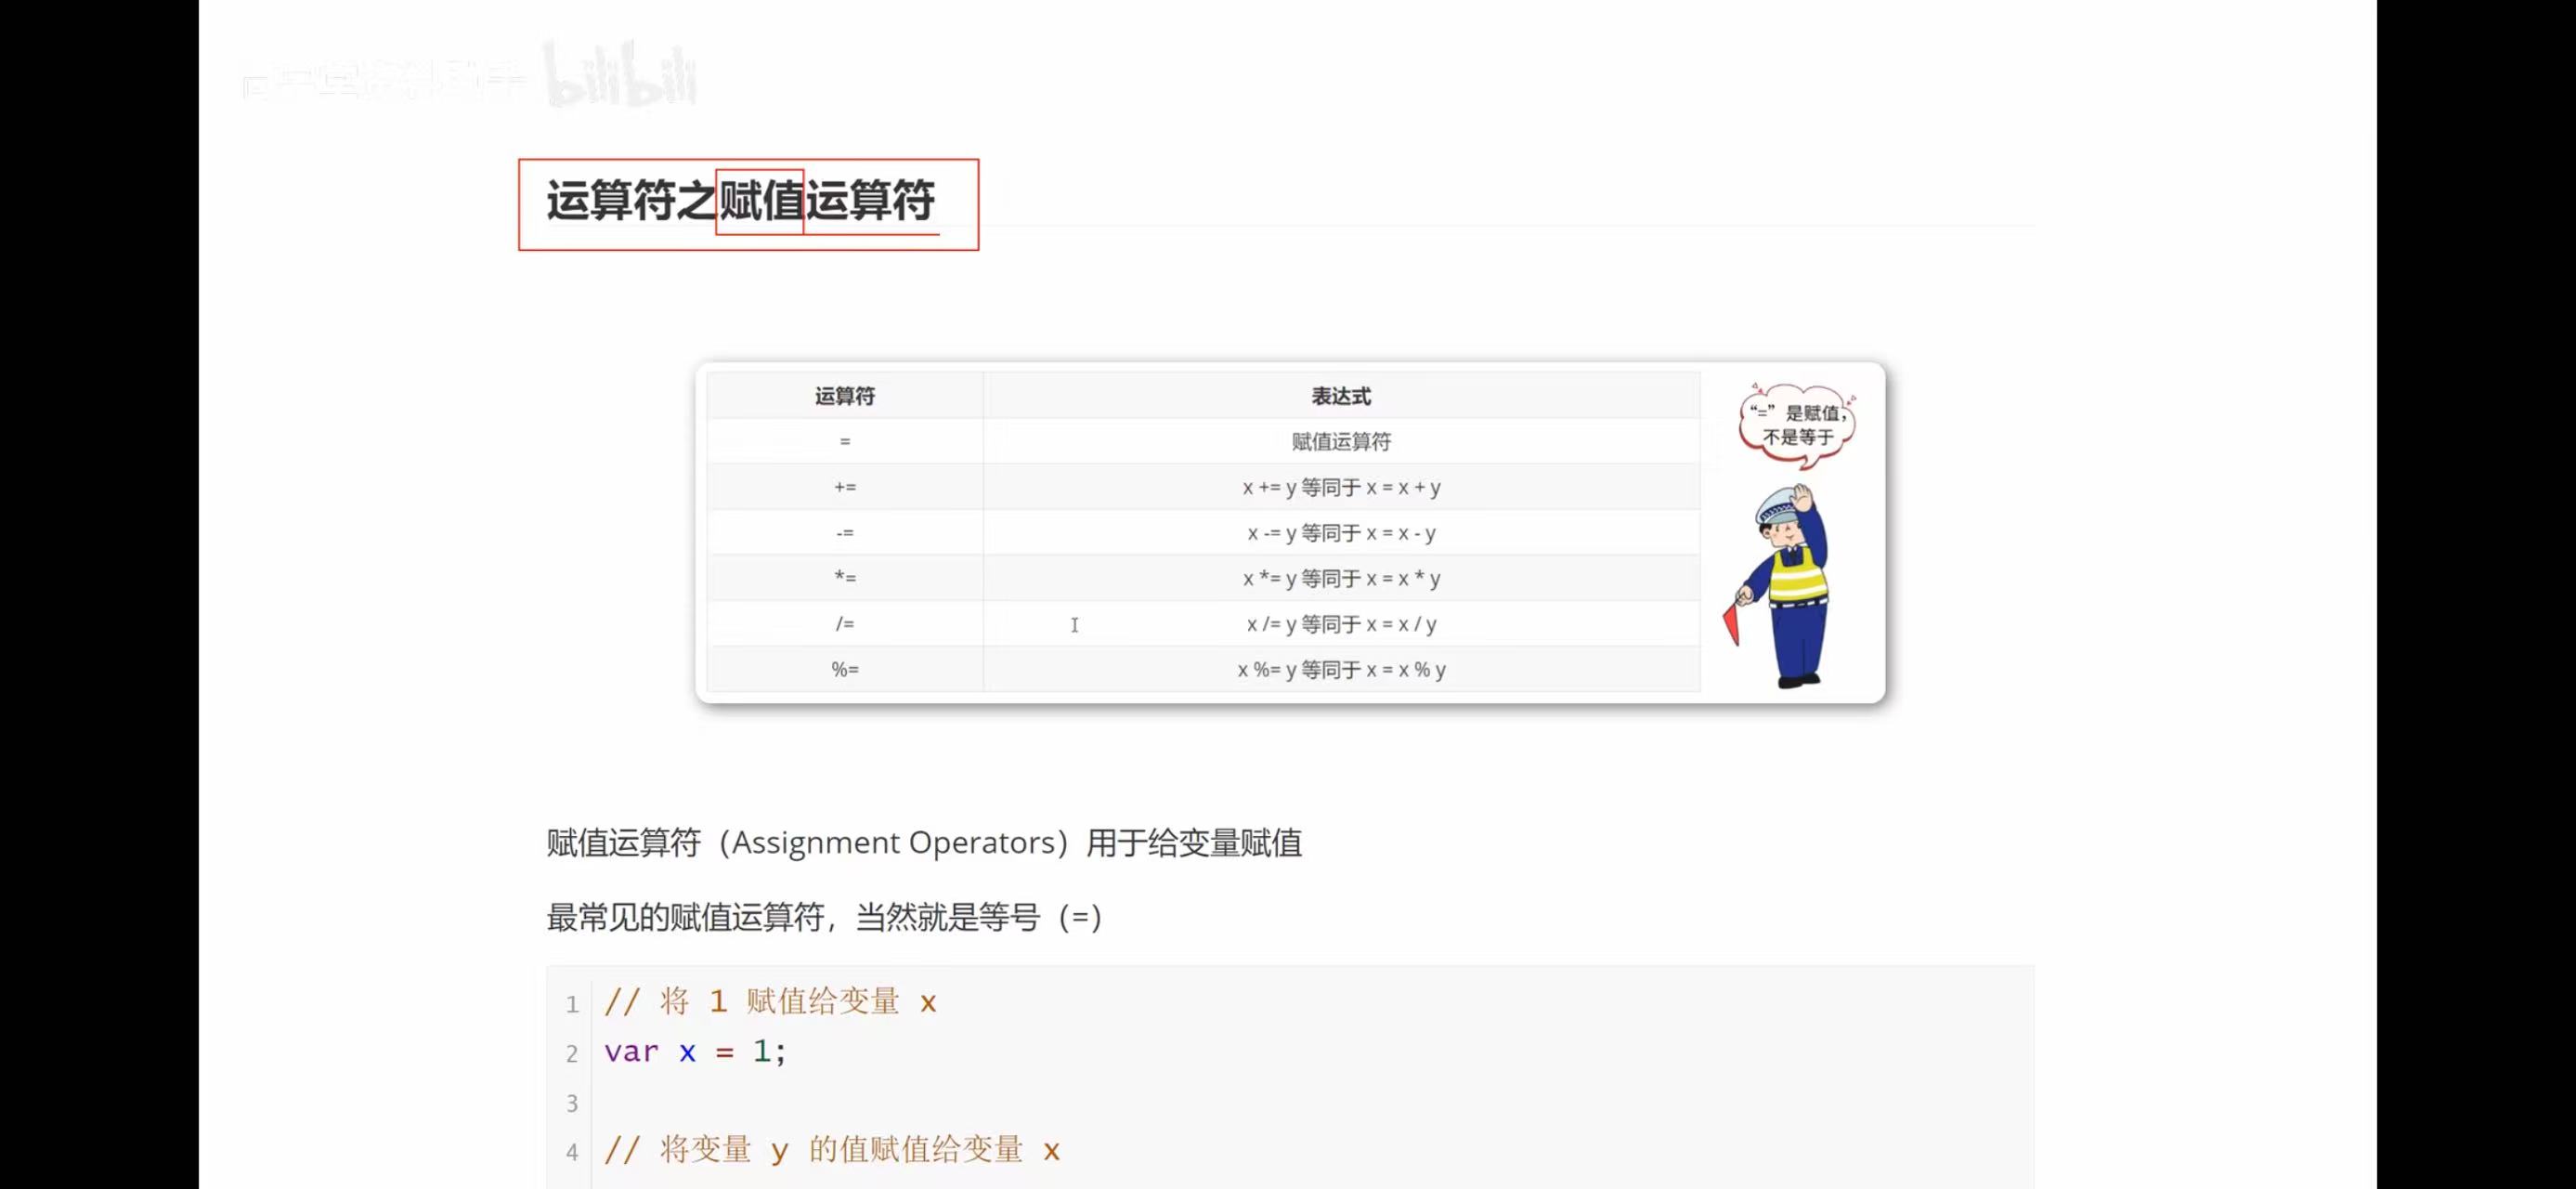 bilibili
运算符之赋值运算符
运算符 表达式
= 赋值运算符
+= x += y 等同于 x = x + y
-= x -= y 等同于 x = x - y
*= x *= y 等同于 x = x * y
/= x /= y 等同于 x = x / y
%= x %= y 等同于 x = x % y
“=”是赋值，
不是等于
赋值运算符（Assignment Operators）用于给变量赋值
最常见的赋值运算符，当然就是等号（=）
1 // 将 1 赋值给变量 x
2 var x = 1;
3
4 // 将变量 y 的值赋值给变量 x